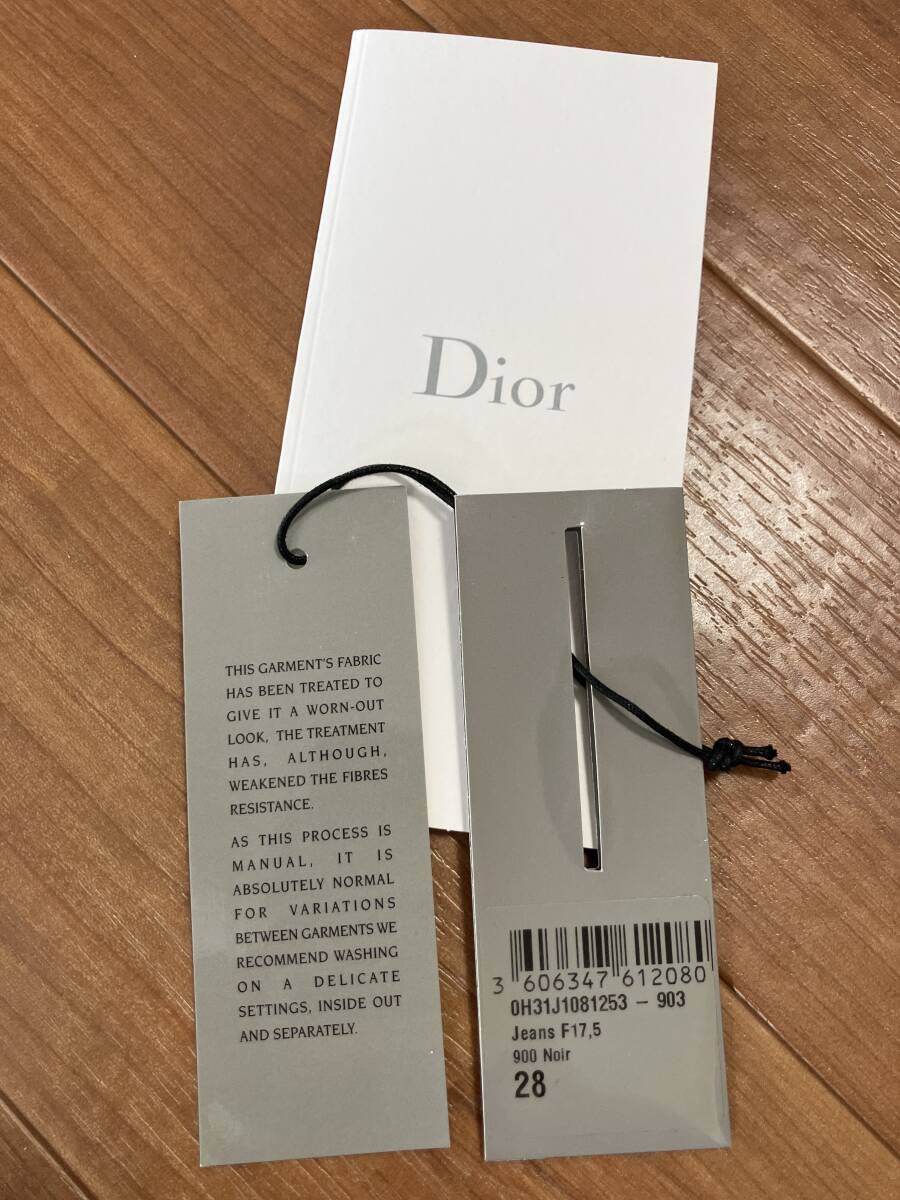 Dior
THIS GARMENT'S FABRIC
HAS BEEN TREATED TO
GIVE IT A WORN-OUT
LOOK, THE TREATMENT
HAS, ALTHOUGH,
WEAKENED THE FIBRES
RESISTANCE.
AS THIS PROCESS IS
MANUAL, IT IS
ABSOLUTELY NORMAL
FOR VARIATIONS
BETWEEN GARMENTS WE
RECOMMEND WASHING
ON A DELICATE
SETTINGS, INSIDE OUT
AND SEPARATELY.
3 606347 612080
0H31J1081253 - 903
Jeans F17,5
900 Noir
28